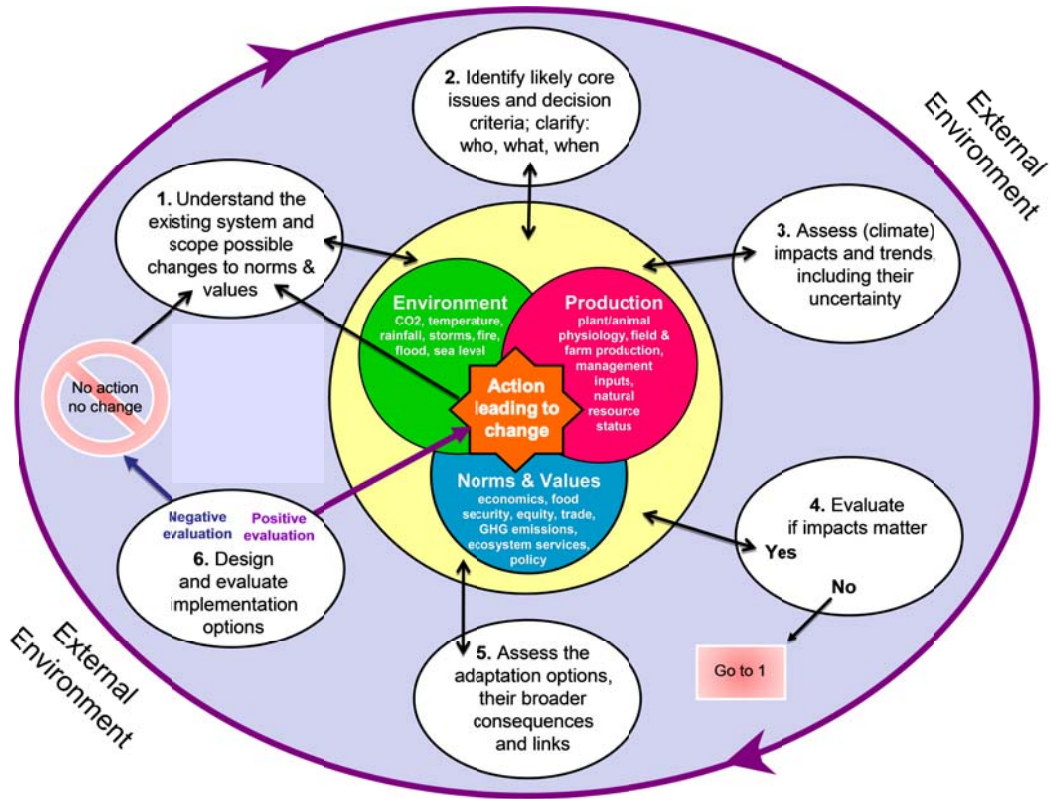 2. Identify likely core
issues and decision
criteria; clarify:
who, what, when
External
Environment
1. Understand the
existing system and
scope possible
changes to norms &
values
3. Assess (climate)
impacts and trends
including their
uncertainty
Environment
CO2, temperature,
rainfall, storms, fire,
flood, sea level
Production
plant/animal
physiology, field &
farm production,
management
inputs,
natural
resource
status
No action
no change
Action
leading to
change
Norms & Values
economics, food
security, equity, trade,
GHG emissions,
ecosystem services,
policy
4. Evaluate
if impacts matter
Yes
No
Negative
evaluation
Positive
evaluation
6. Design
and evaluate
implementation
options
5. Assess the
adaptation options,
their broader
consequences
and links
Go to 1
External
Environment